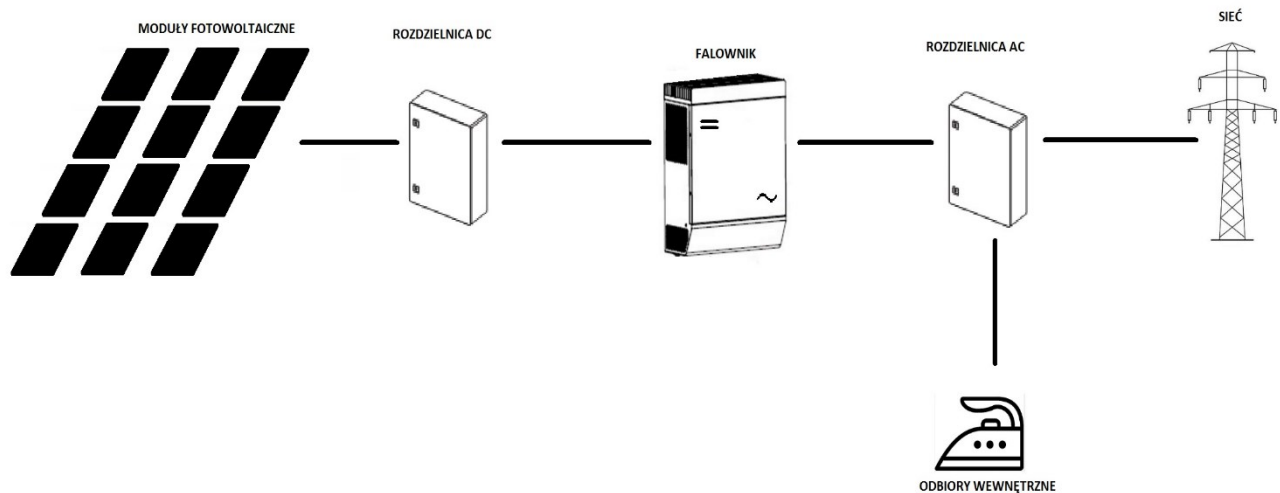 MODUŁY FOTOWOLTAICZNE
ROZDZIELNICA DC
FALOWNIK
ROZDZIELNICA AC
SIEĆ
ODBIORY WEWNĘTRZNE